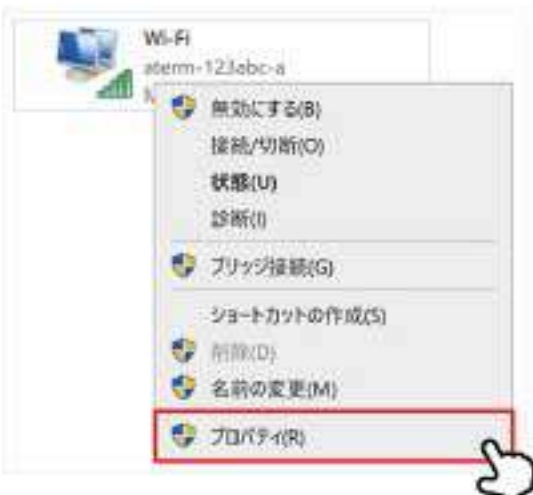 Wi-Fi
aterm-123abc-a
無効にする(B)
接続/切断(O)
状態(U)
診断(I)
ブリッジ接続(G)
ショートカットの作成(S)
削除(D)
名前の変更(M)
プロパティ(R)